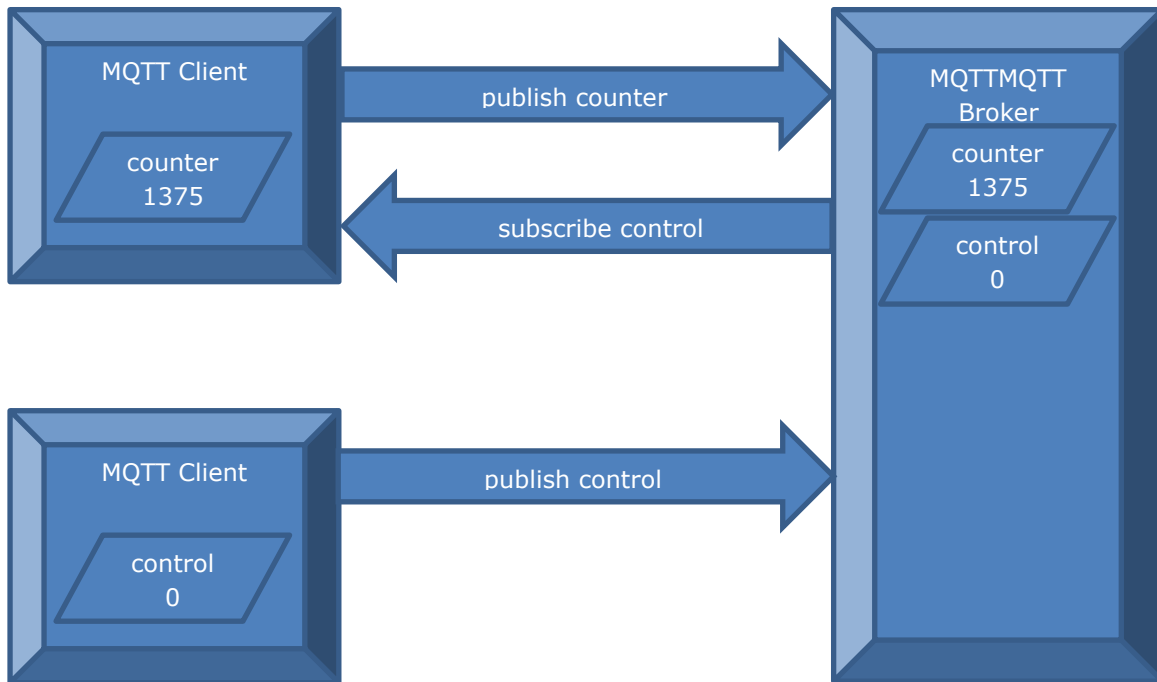 MQTT Client
counter
1375
publish counter
subscribe control
MQTTMQTT
Broker
counter
1375
control
0
MQTT Client
control
0
publish control